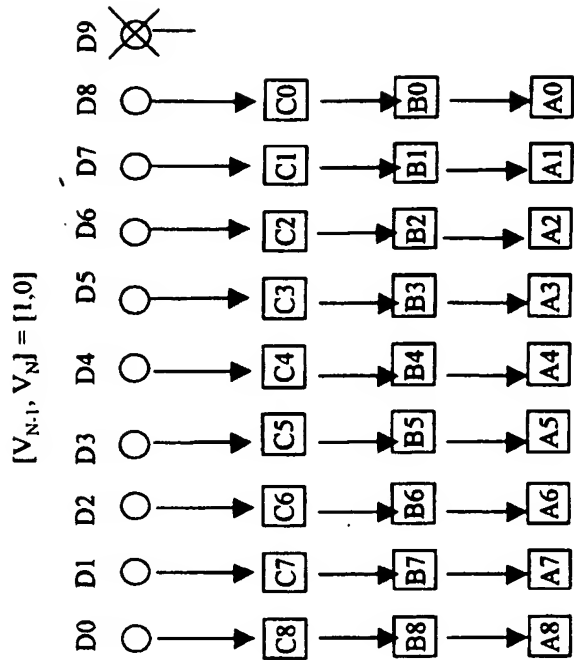 [V_{N-1}, V_N] = [1,0]
D0 D1 D2 D3 D4 D5 D6 D7 D8 D9
C8 C7 C6 C5 C4 C3 C2 C1 C0
B8 B7 B6 B5 B4 B3 B2 B1 B0
A8 A7 A6 A5 A4 A3 A2 A1 A0